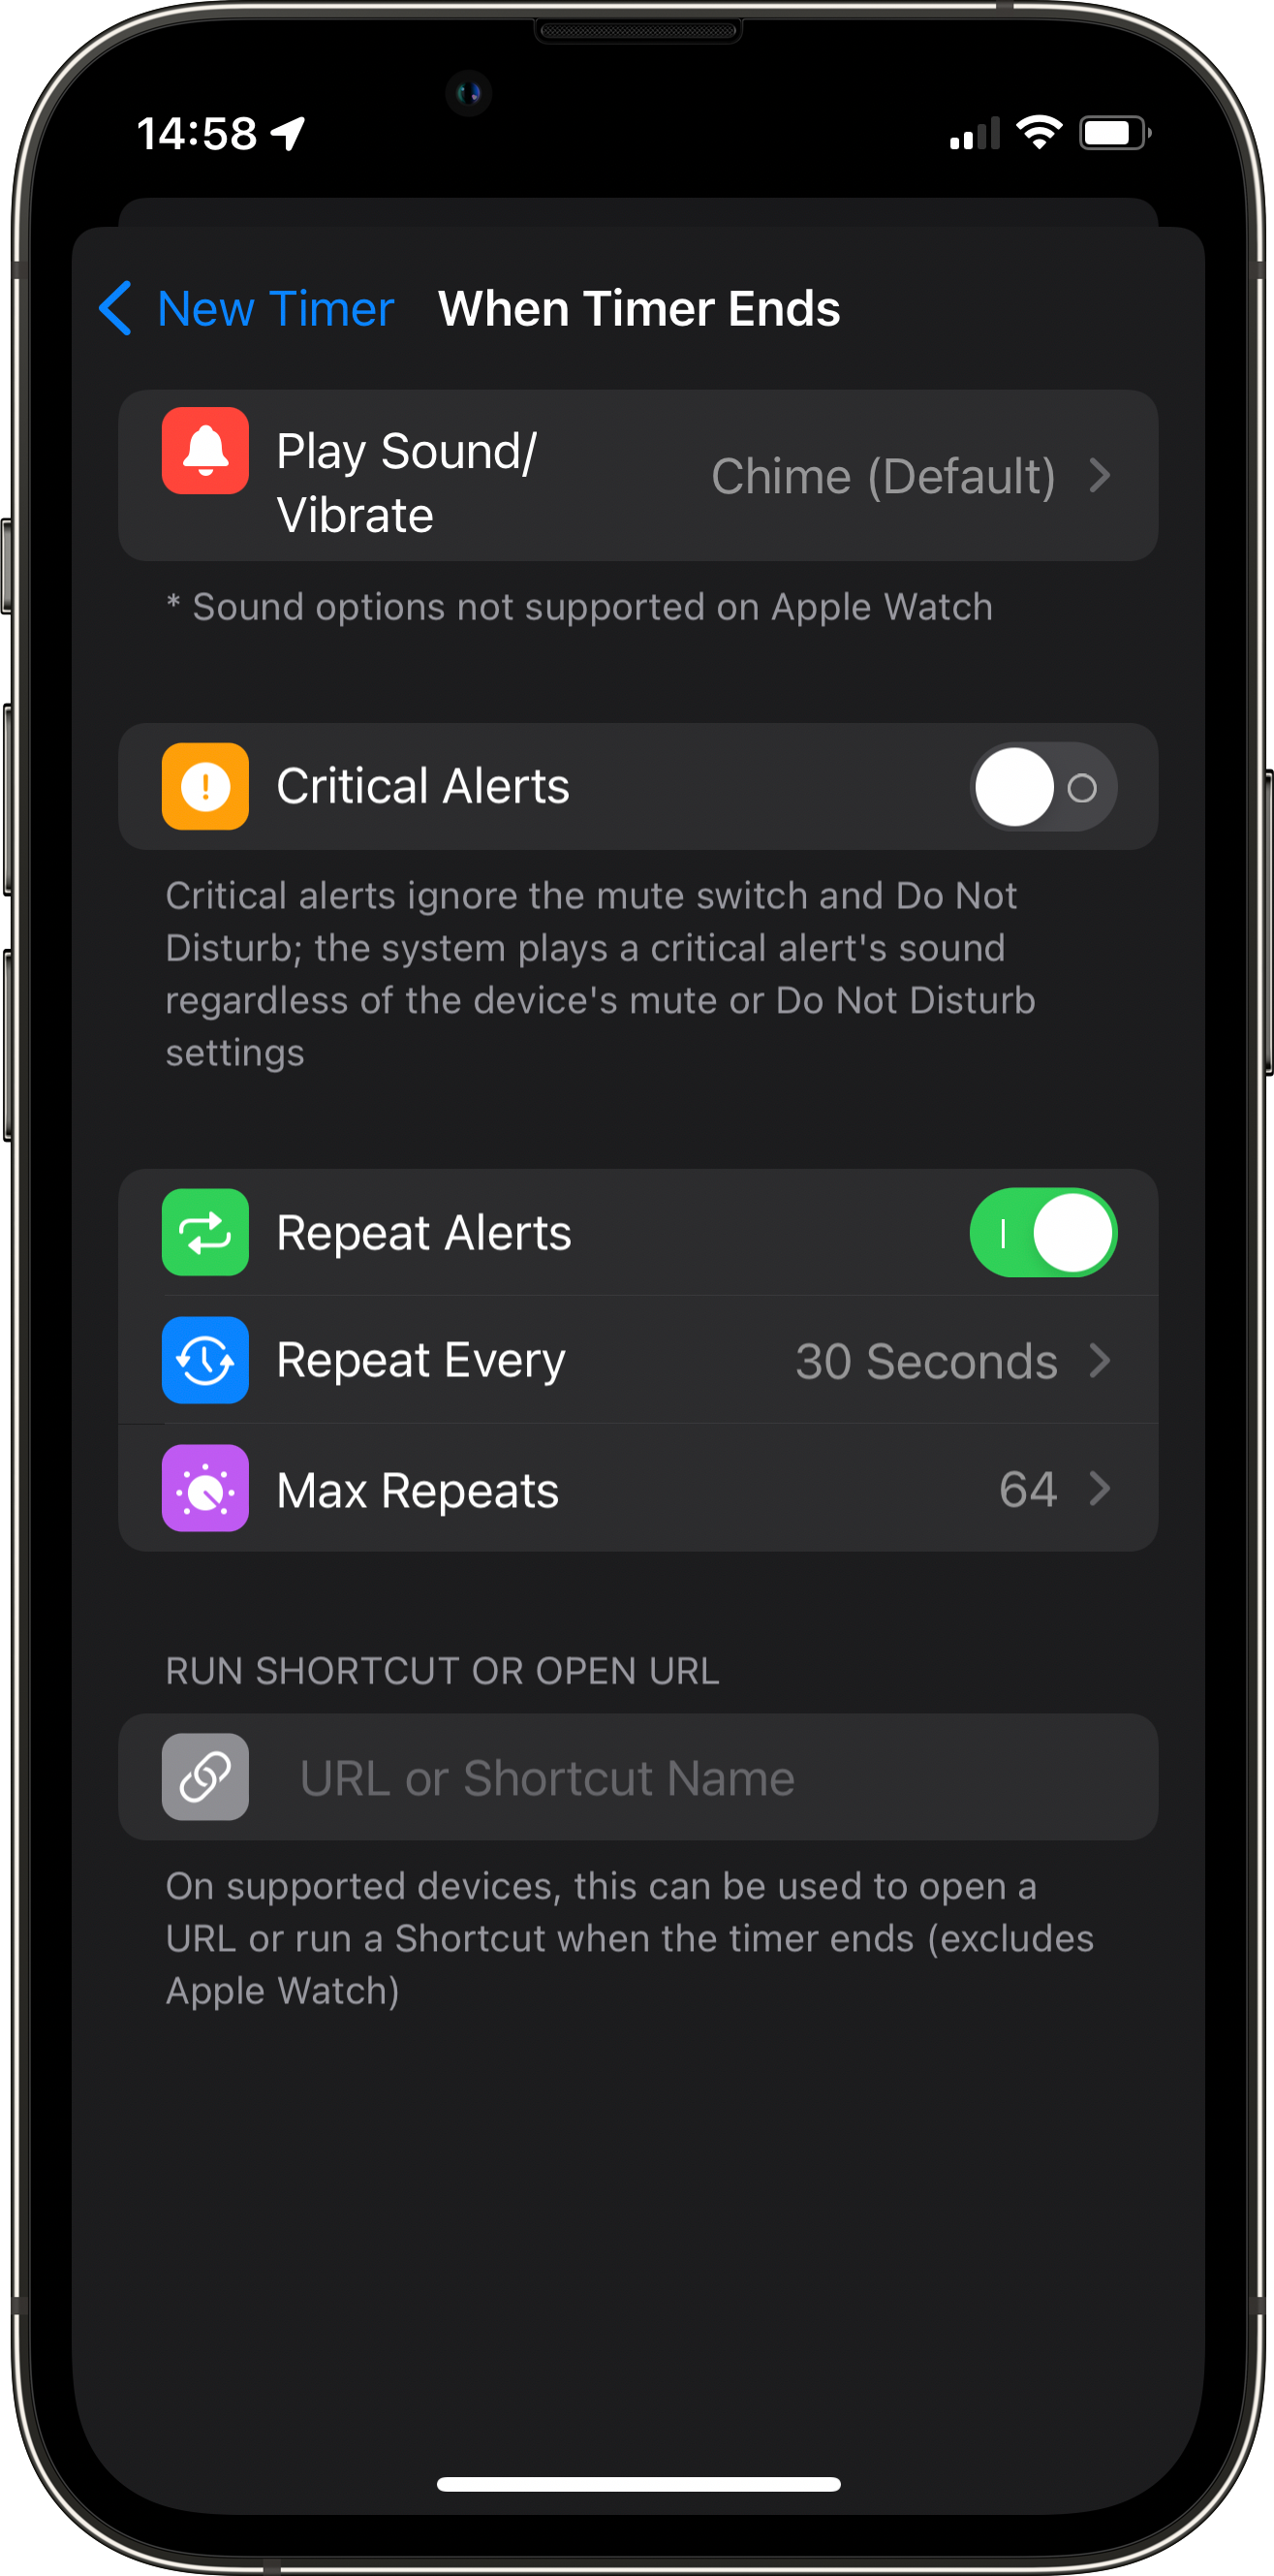 14:58
New Timer When Timer Ends
Play Sound/
Vibrate
Chime (Default)
* Sound options not supported on Apple Watch
Critical Alerts
Critical alerts ignore the mute switch and Do Not
Disturb; the system plays a critical alert's sound
regardless of the device's mute or Do Not Disturb
settings
Repeat Alerts
Repeat Every 30 Seconds
Max Repeats 64
RUN SHORTCUT OR OPEN URL
URL or Shortcut Name
On supported devices, this can be used to open a
URL or run a Shortcut when the timer ends (excludes
Apple Watch)